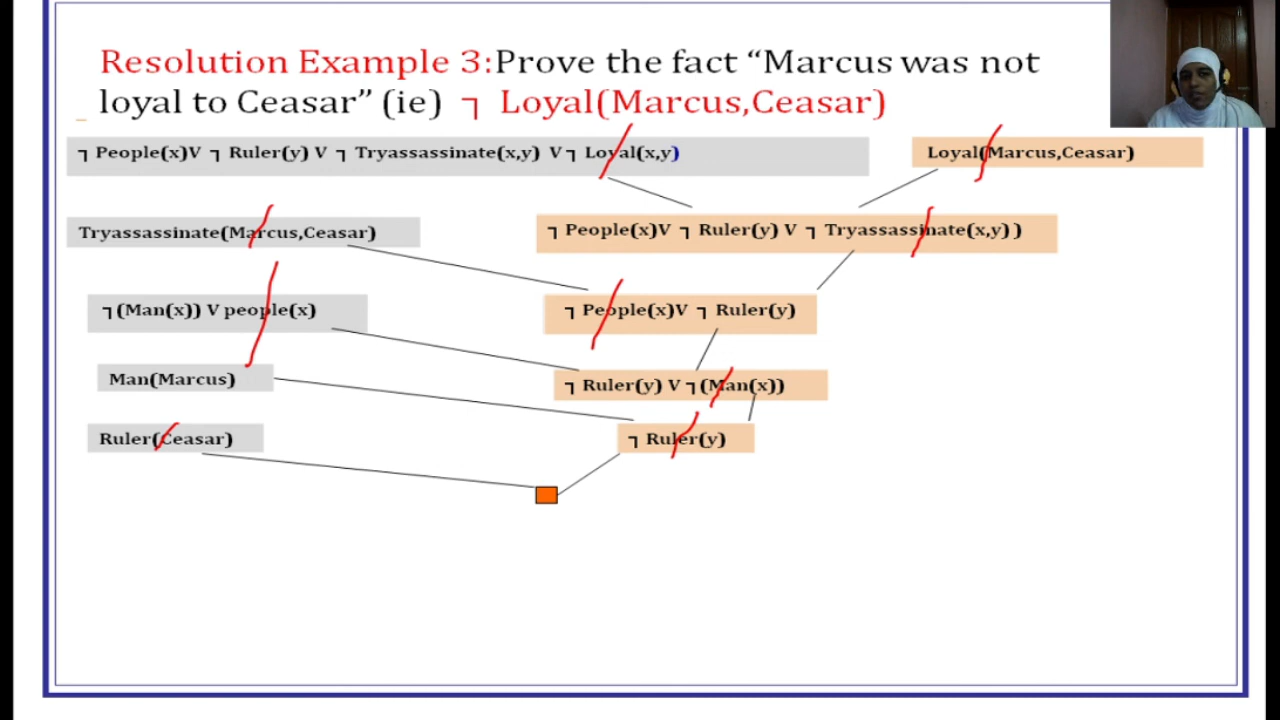 Resolution Example 3:Prove the fact “Marcus was not
loyal to Ceasar” (ie) ┐ Loyal(Marcus,Ceasar)
┐ People(x)V ┐ Ruler(y) V ┐ Tryassassinate(x,y) V ┐ Loyal(x,y)
Loyal(Marcus,Ceasar)
Tryassassinate(Marcus,Ceasar)
┐ People(x)V ┐ Ruler(y) V ┐ Tryassassinate(x,y) )
┐(Man(x)) V people(x)
┐ People(x)V ┐ Ruler(y)
Man(Marcus)
┐ Ruler(y) V ┐(Man(x))
Ruler(Ceasar)
┐ Ruler(y)